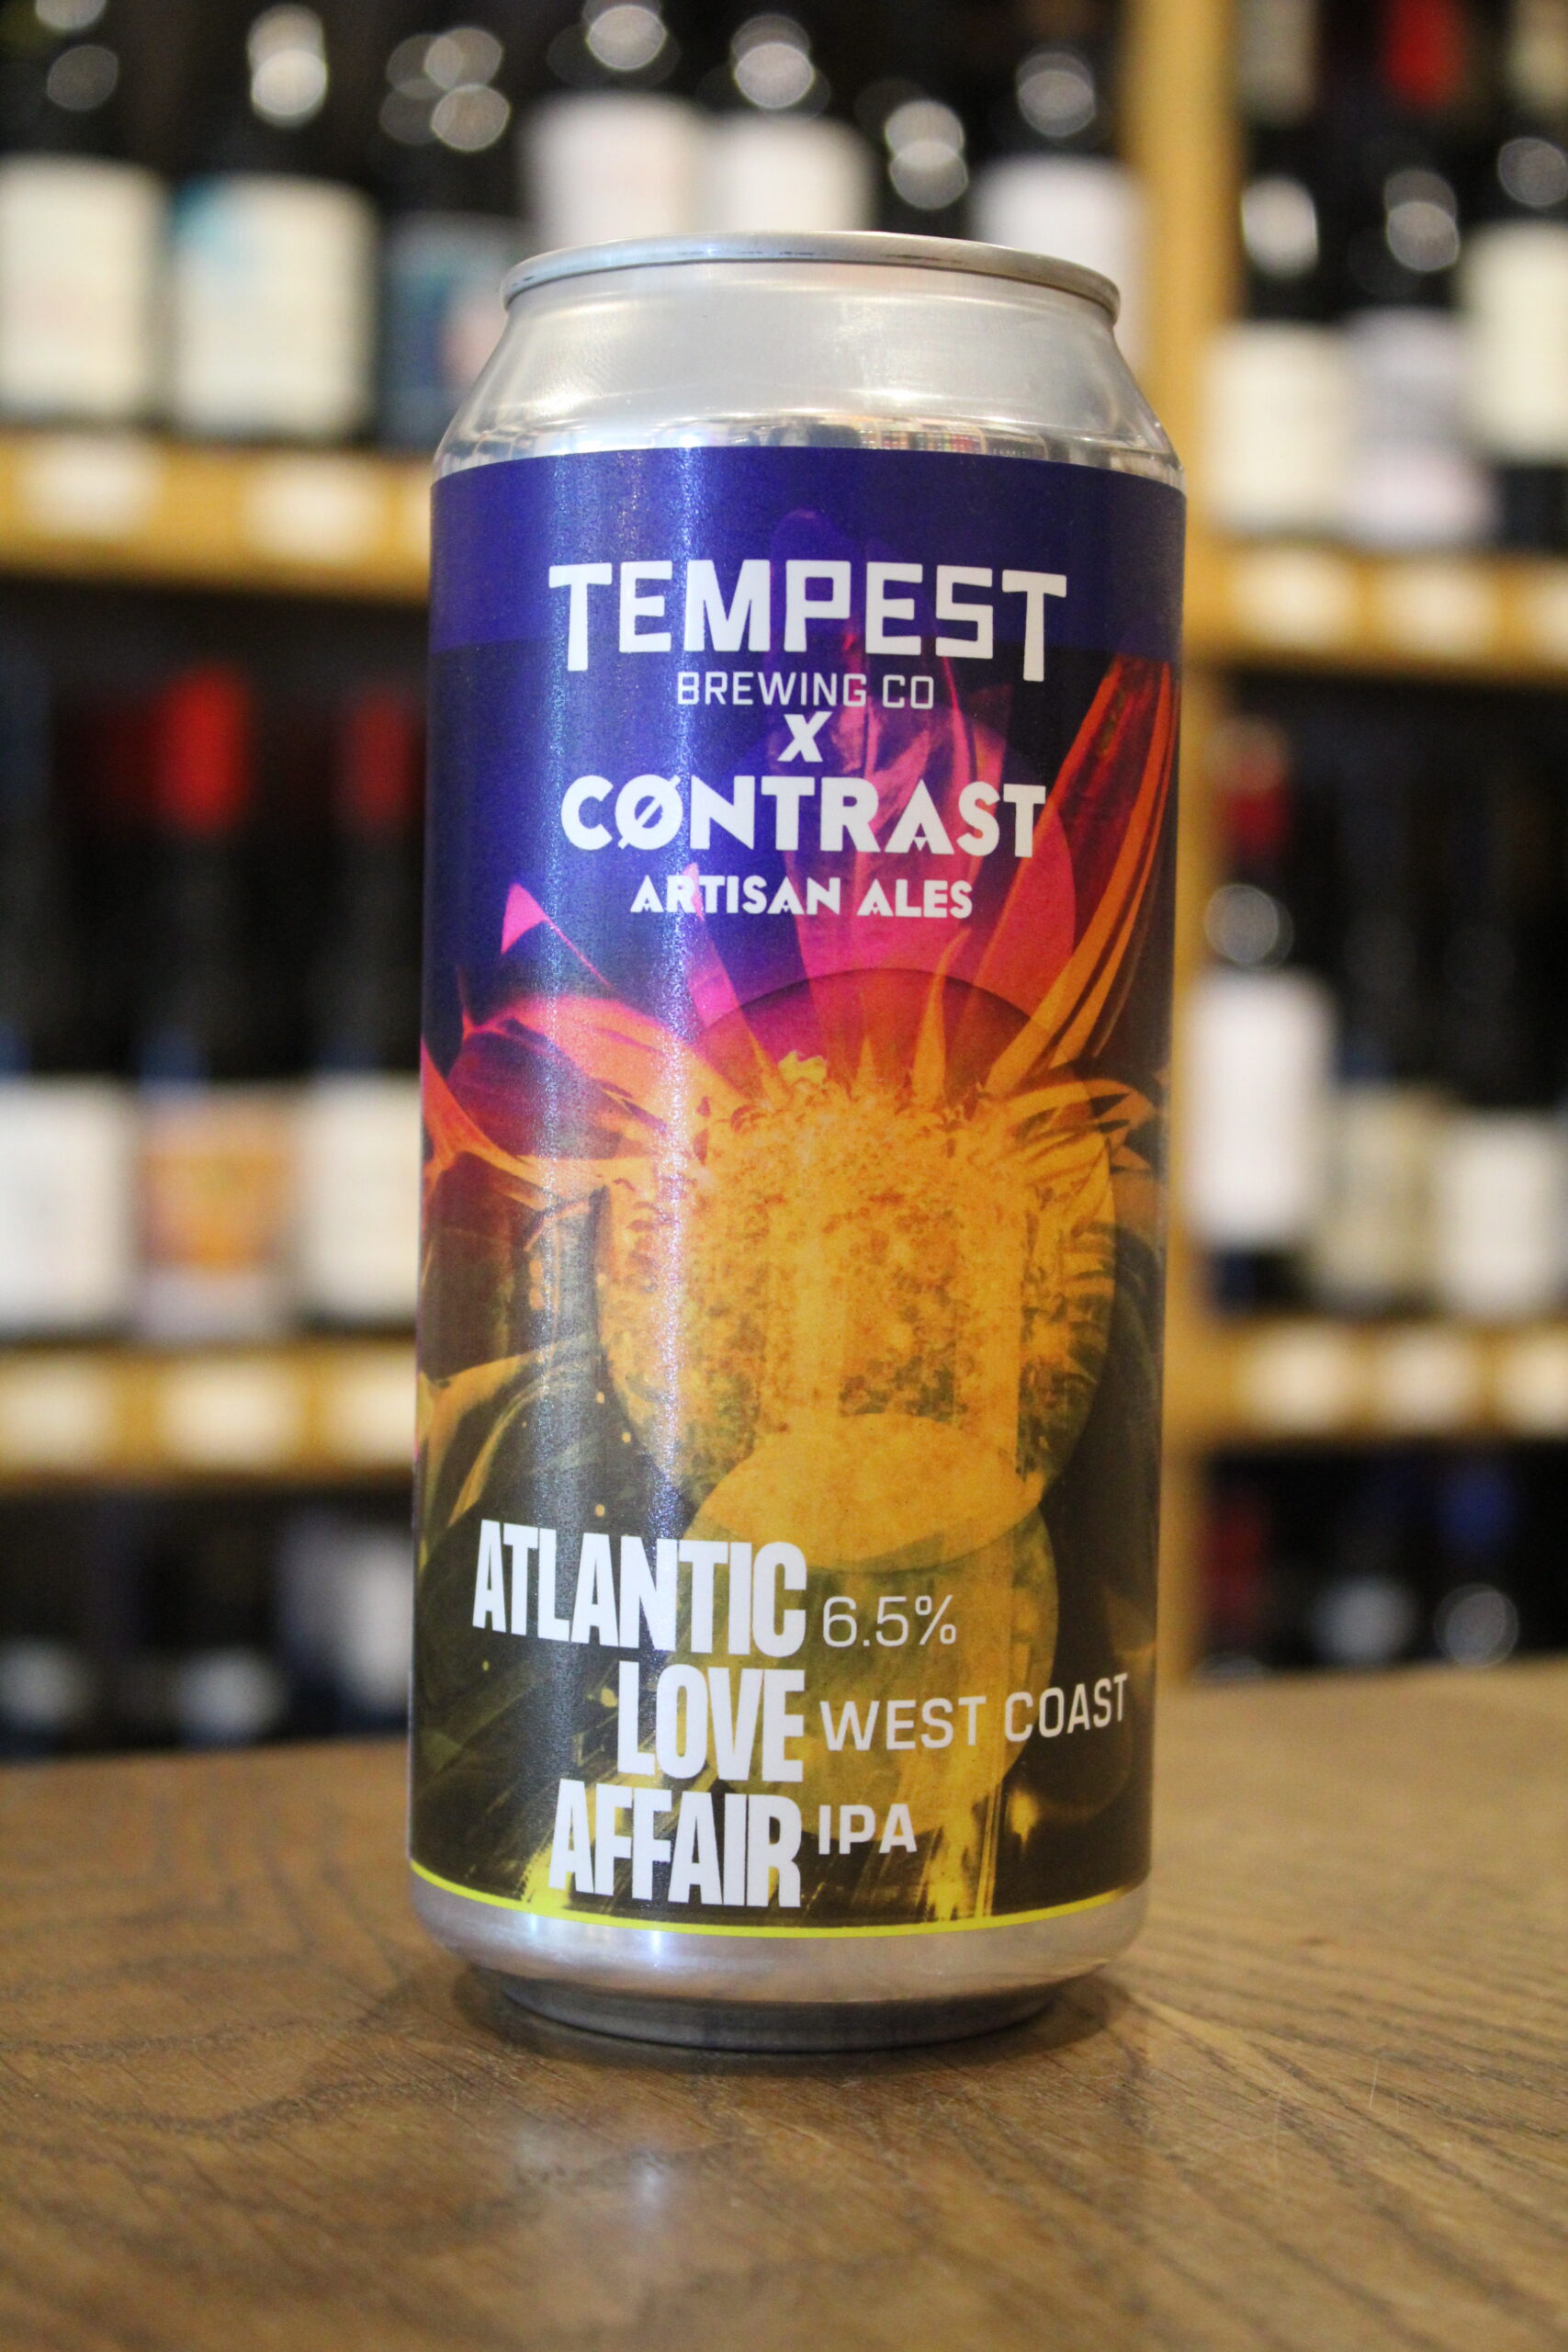 TEMPEST
BREWING CO
X
CØNTRAST
ARTISAN ALES
ATLANTIC 6.5%
LOVE WEST COAST
AFFAIR IPA